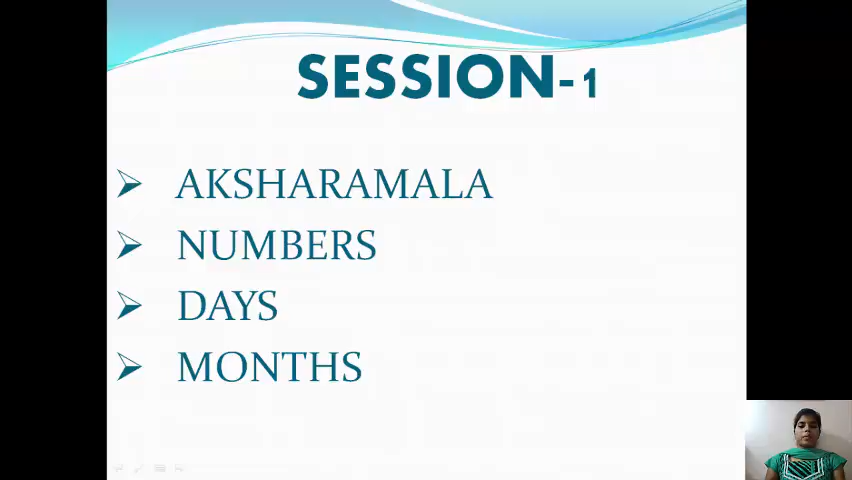 SESSION-1
AKSHARAMALA
NUMBERS
DAYS
MONTHS